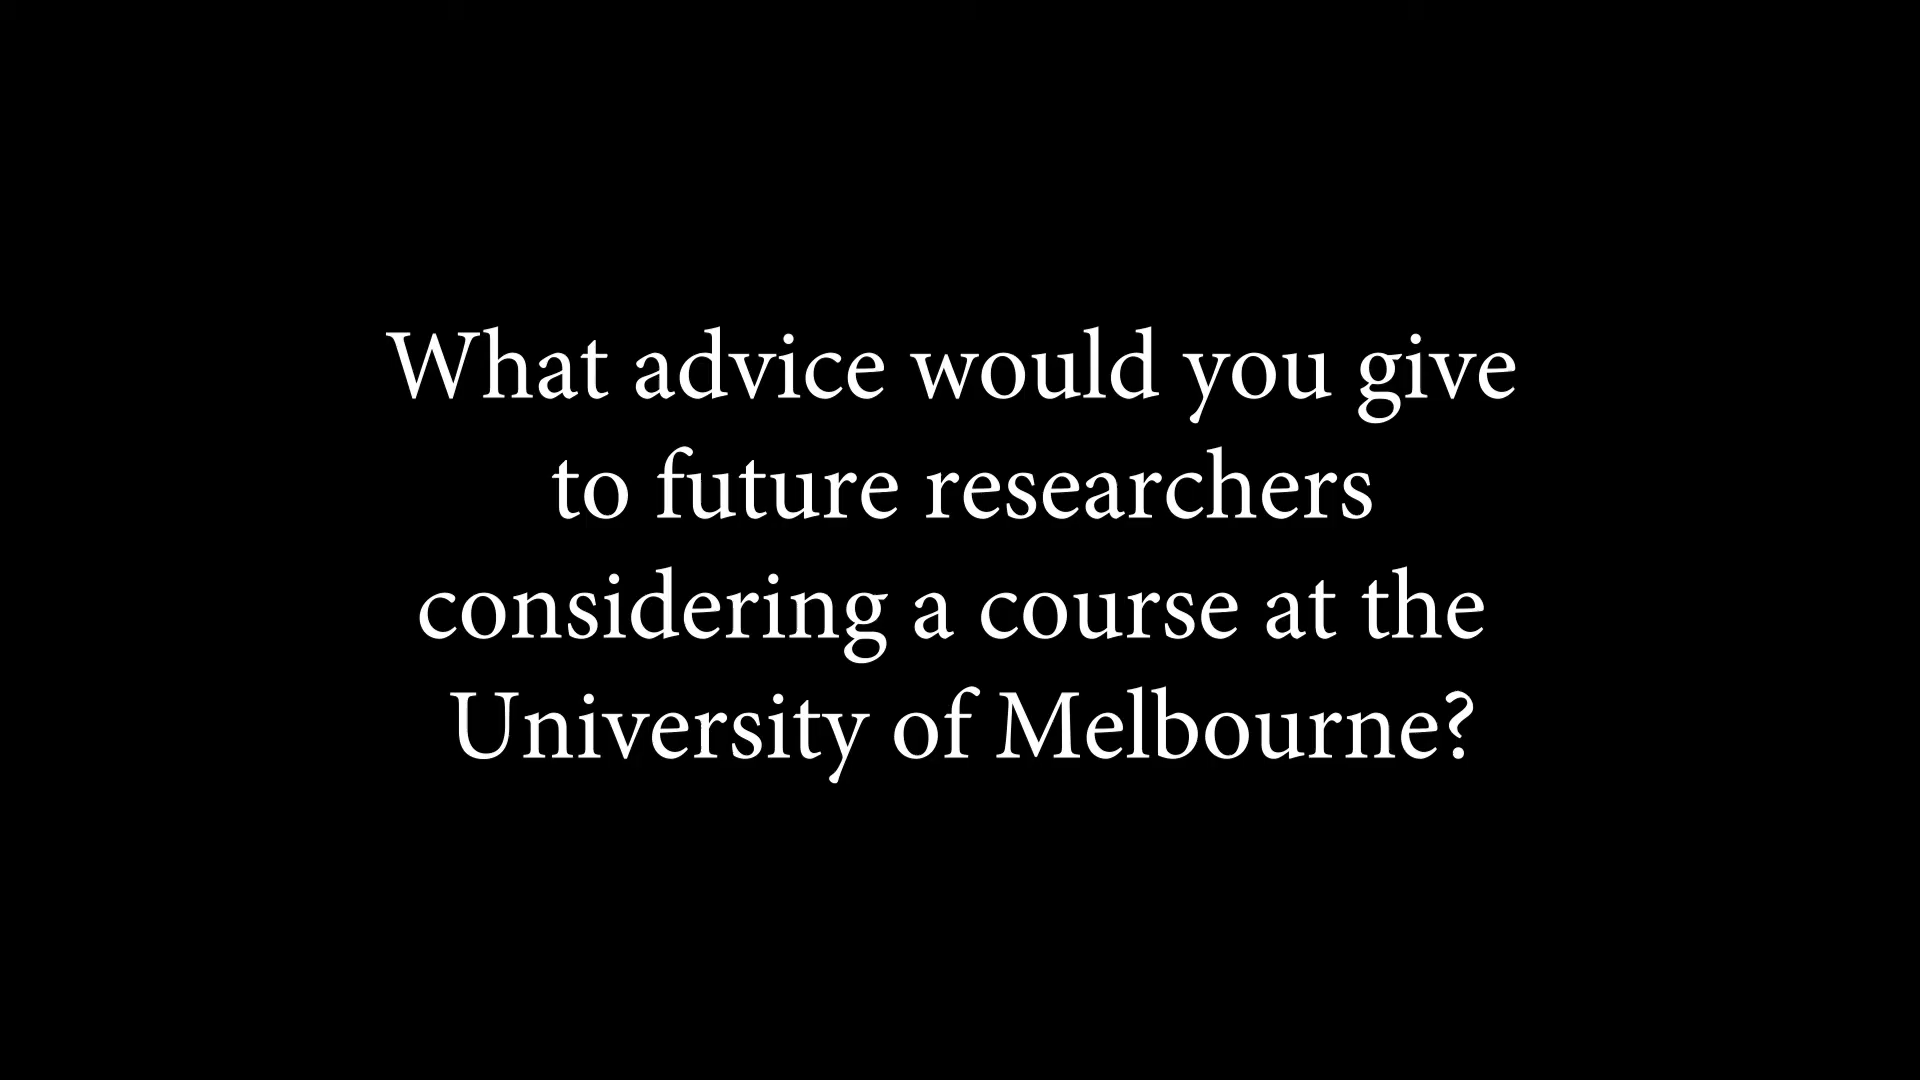 What advice would you give
to future researchers
considering a course at the
University of Melbourne?